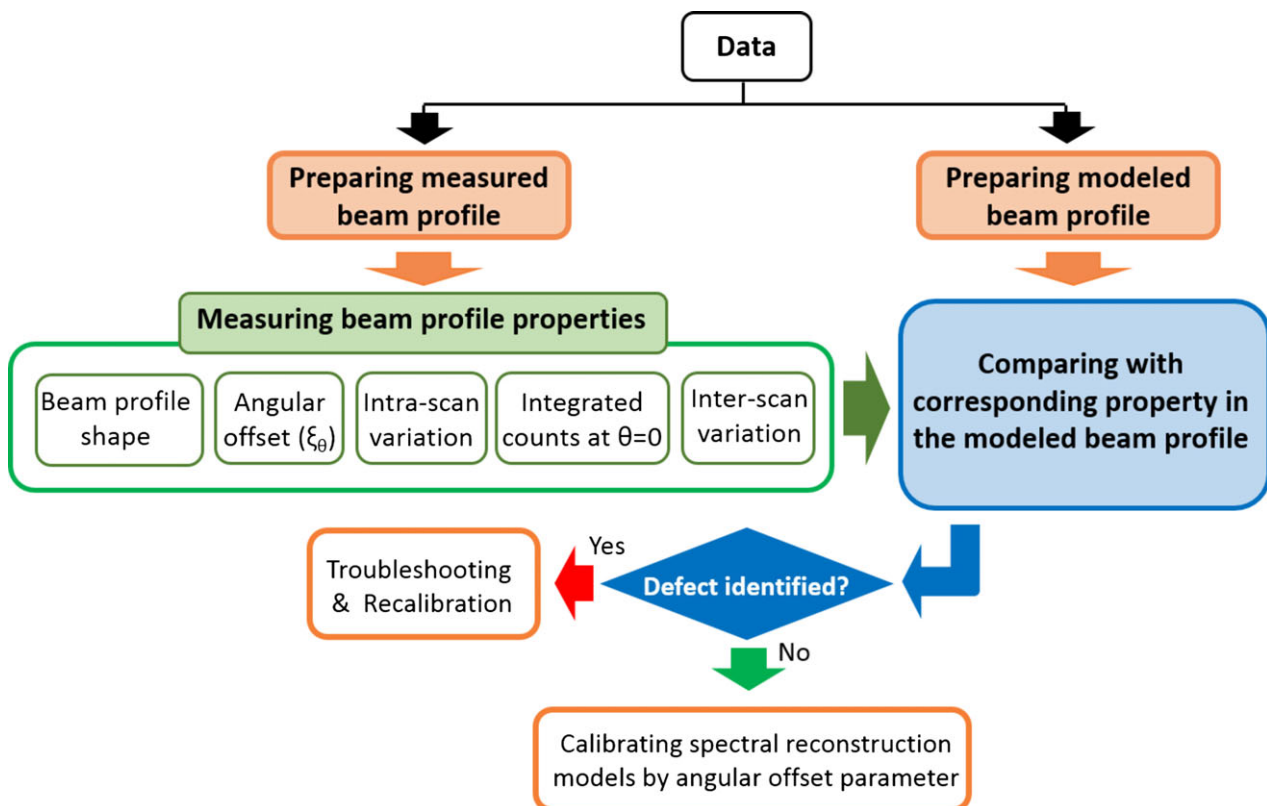 Data
Preparing measured
beam profile
Preparing modeled
beam profile
Measuring beam profile properties
Beam profile
shape
Angular
offset (ξθ)
Intra-scan
variation
Integrated
counts at θ=0
Inter-scan
variation
Comparing with
corresponding property in
the modeled beam profile
Yes
Troubleshooting
& Recalibration
Defect identified?
No
Calibrating spectral reconstruction
models by angular offset parameter